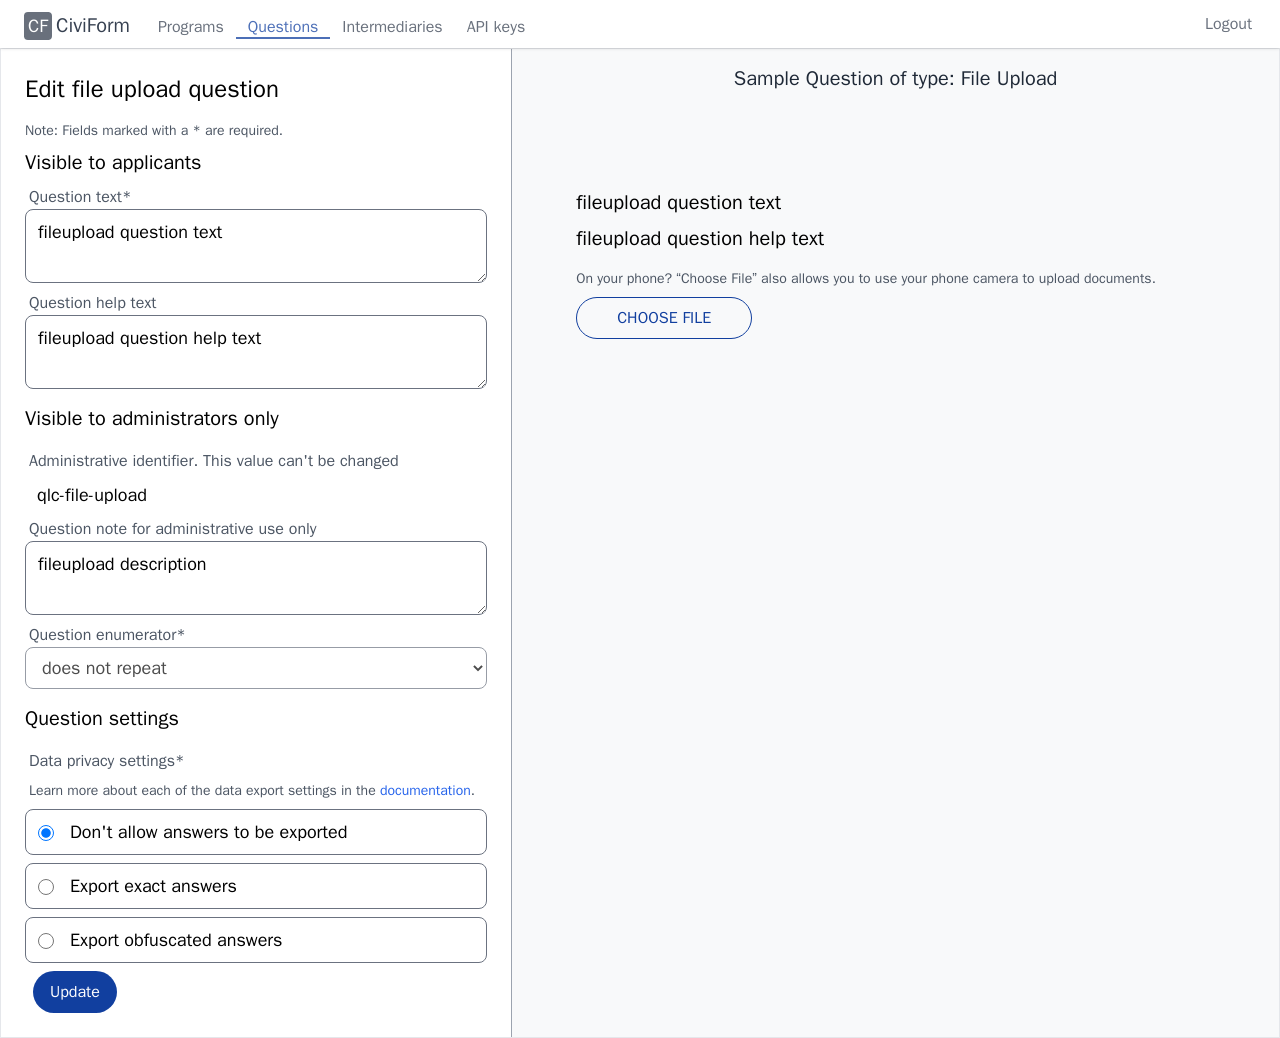 CF CiviForm Programs Questions Intermediaries API keys Logout
Edit file upload question
Note: Fields marked with a * are required.
Visible to applicants
Question text*
fileupload question text
Question help text
fileupload question help text
Visible to administrators only
Administrative identifier. This value can't be changed
qlc-file-upload
Question note for administrative use only
fileupload description
Question enumerator*
does not repeat
Question settings
Data privacy settings*
Learn more about each of the data export settings in the documentation.
Don't allow answers to be exported
Export exact answers
Export obfuscated answers
Update
Sample Question of type: File Upload
fileupload question text
fileupload question help text
On your phone? “Choose File” also allows you to use your phone camera to upload documents.
CHOOSE FILE